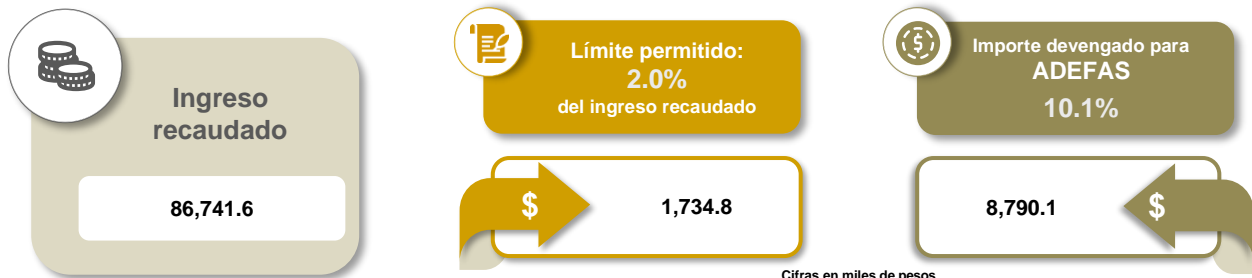 Ingreso
recaudado
86,741.6
Límite permitido:
2.0%
del ingreso recaudado
$
1,734.8
Importe devengado para
ADEFAS
10.1%
8,790.1
$
Cifras en miles de pesos